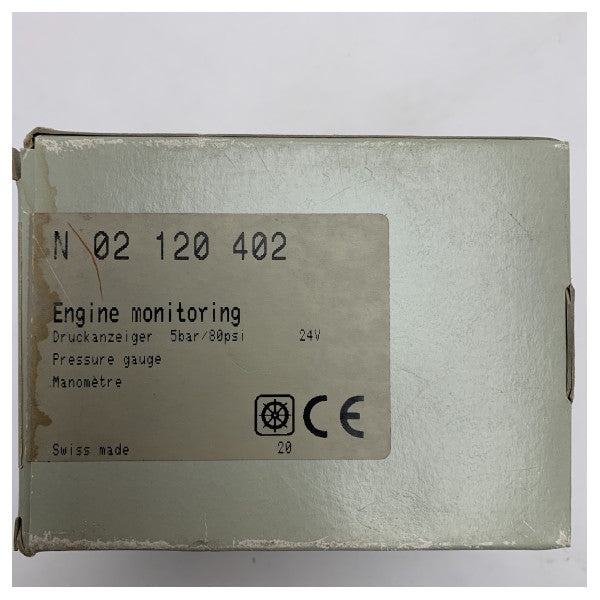 N 02 120 402
Engine monitoring
Druckanzeiger 5bar/80psi 24V
Pressure gauge
Manomètre
CE
Swiss made 20